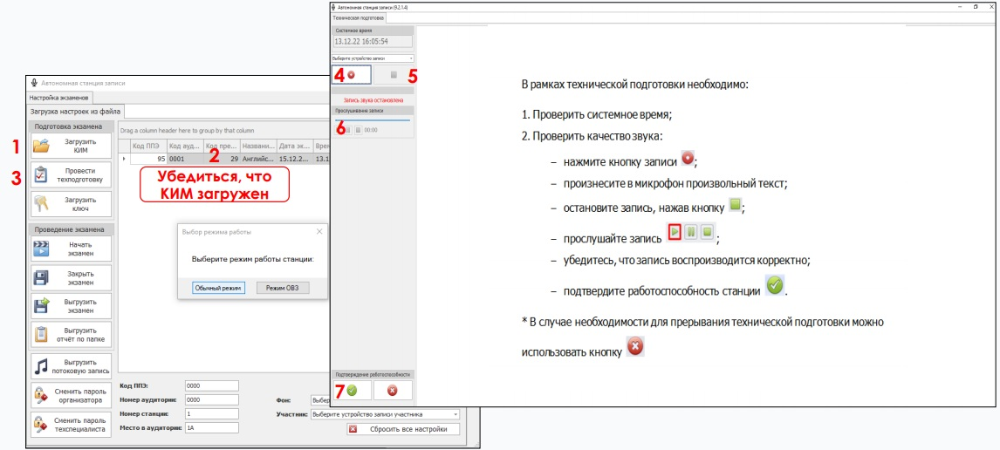 Автономная станция записи (9.2.1.4)
Техническая подготовка
Системное время
13.12.22 16:05:54
Выберите устройство записи
4
5
Запись звука остановлена
Прослушивание записи
6
00:00
Подтверждение работоспособности
7
В рамках технической подготовки необходимо:
1. Проверить системное время;
2. Проверить качество звука:
– нажмите кнопку записи ;
– произнесите в микрофон произвольный текст;
– остановите запись, нажав кнопку ;
– прослушайте запись ;
– убедитесь, что запись воспроизводится корректно;
– подтвердите работоспособность станции .
* В случае необходимости для прерывания технической подготовки можно
использовать кнопку
Автономная станция записи
Настройка экзаменов
Загрузка настроек из файла
Подготовка экзамена
1
Загрузить
КИМ
3
Провести
техподготовку
Загрузить
ключ
Проведение экзамена
Начать
экзамен
Закрыть
экзамен
Выгрузить
экзамен
Выгрузить
отчёт по папке
Выгрузить
потоковую запись
Сменить пароль
организатора
Сменить пароль
техспециалиста
Drag a column header here to group by that column
Код ППЭ Код ауд... Код пре... Названи... Дата эк...
2
95 0001 29 Английс... 15.12.2... 13.1
Убедиться, что
КИМ загружен
Выбор режима работы
Выберите режим работы станции:
Обычный режим Режим ОВЗ
Код ППЭ: 0000
Номер аудитории: 0000 Фон:
Номер станции: 1 Участник: Выберите устройство записи участника
Место в аудитории: 1А Сбросить все настройки